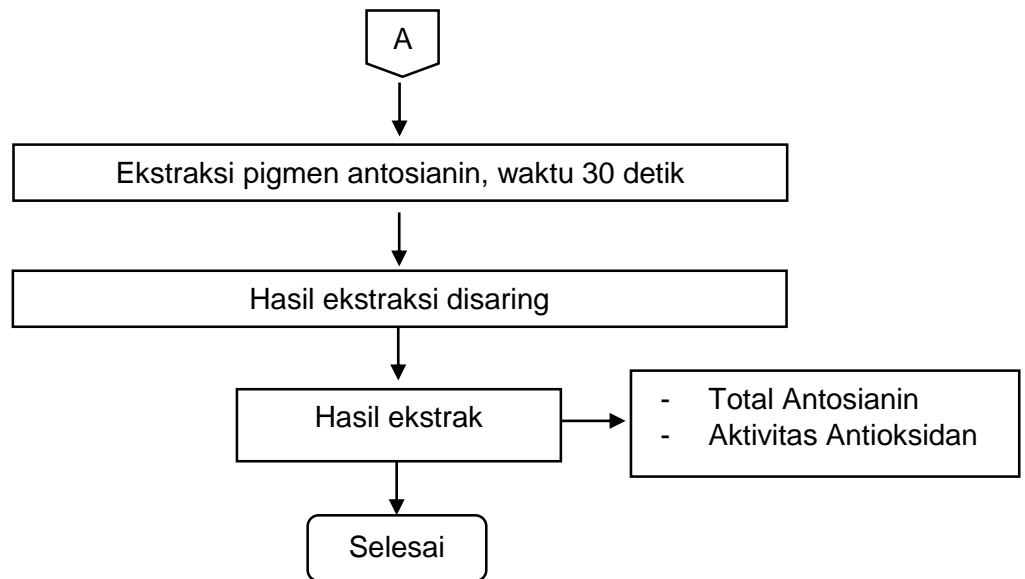 A
Ekstraksi pigmen antosianin, waktu 30 detik
Hasil ekstraksi disaring
Hasil ekstrak
- Total Antosianin
- Aktivitas Antioksidan
Selesai